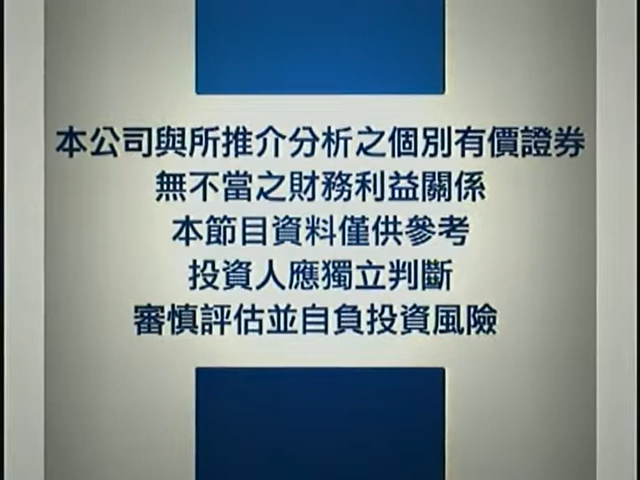 本公司與所推介分析之個別有價證券
無不當之財務利益關係
本節目資料僅供參考
投資人應獨立判斷
審慎評估並自負投資風險